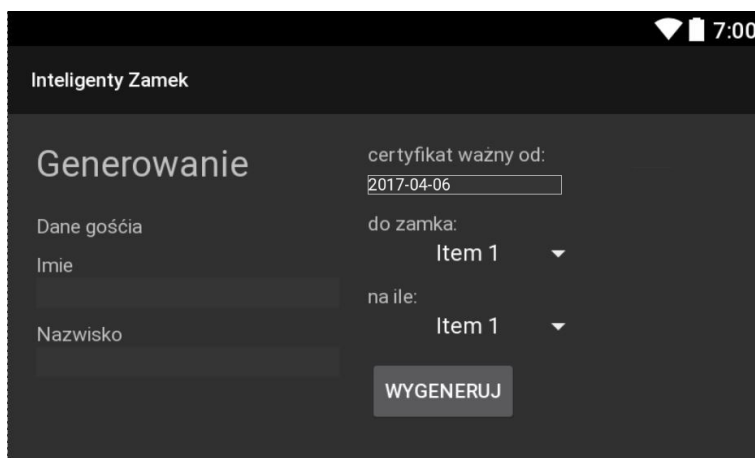 7:00
Inteligenty Zamek
Generowanie
Dane gośćia
Imie
Nazwisko
certyfikat ważny od:
2017-04-06
do zamka:
Item 1
na ile:
Item 1
WYGENERUJ